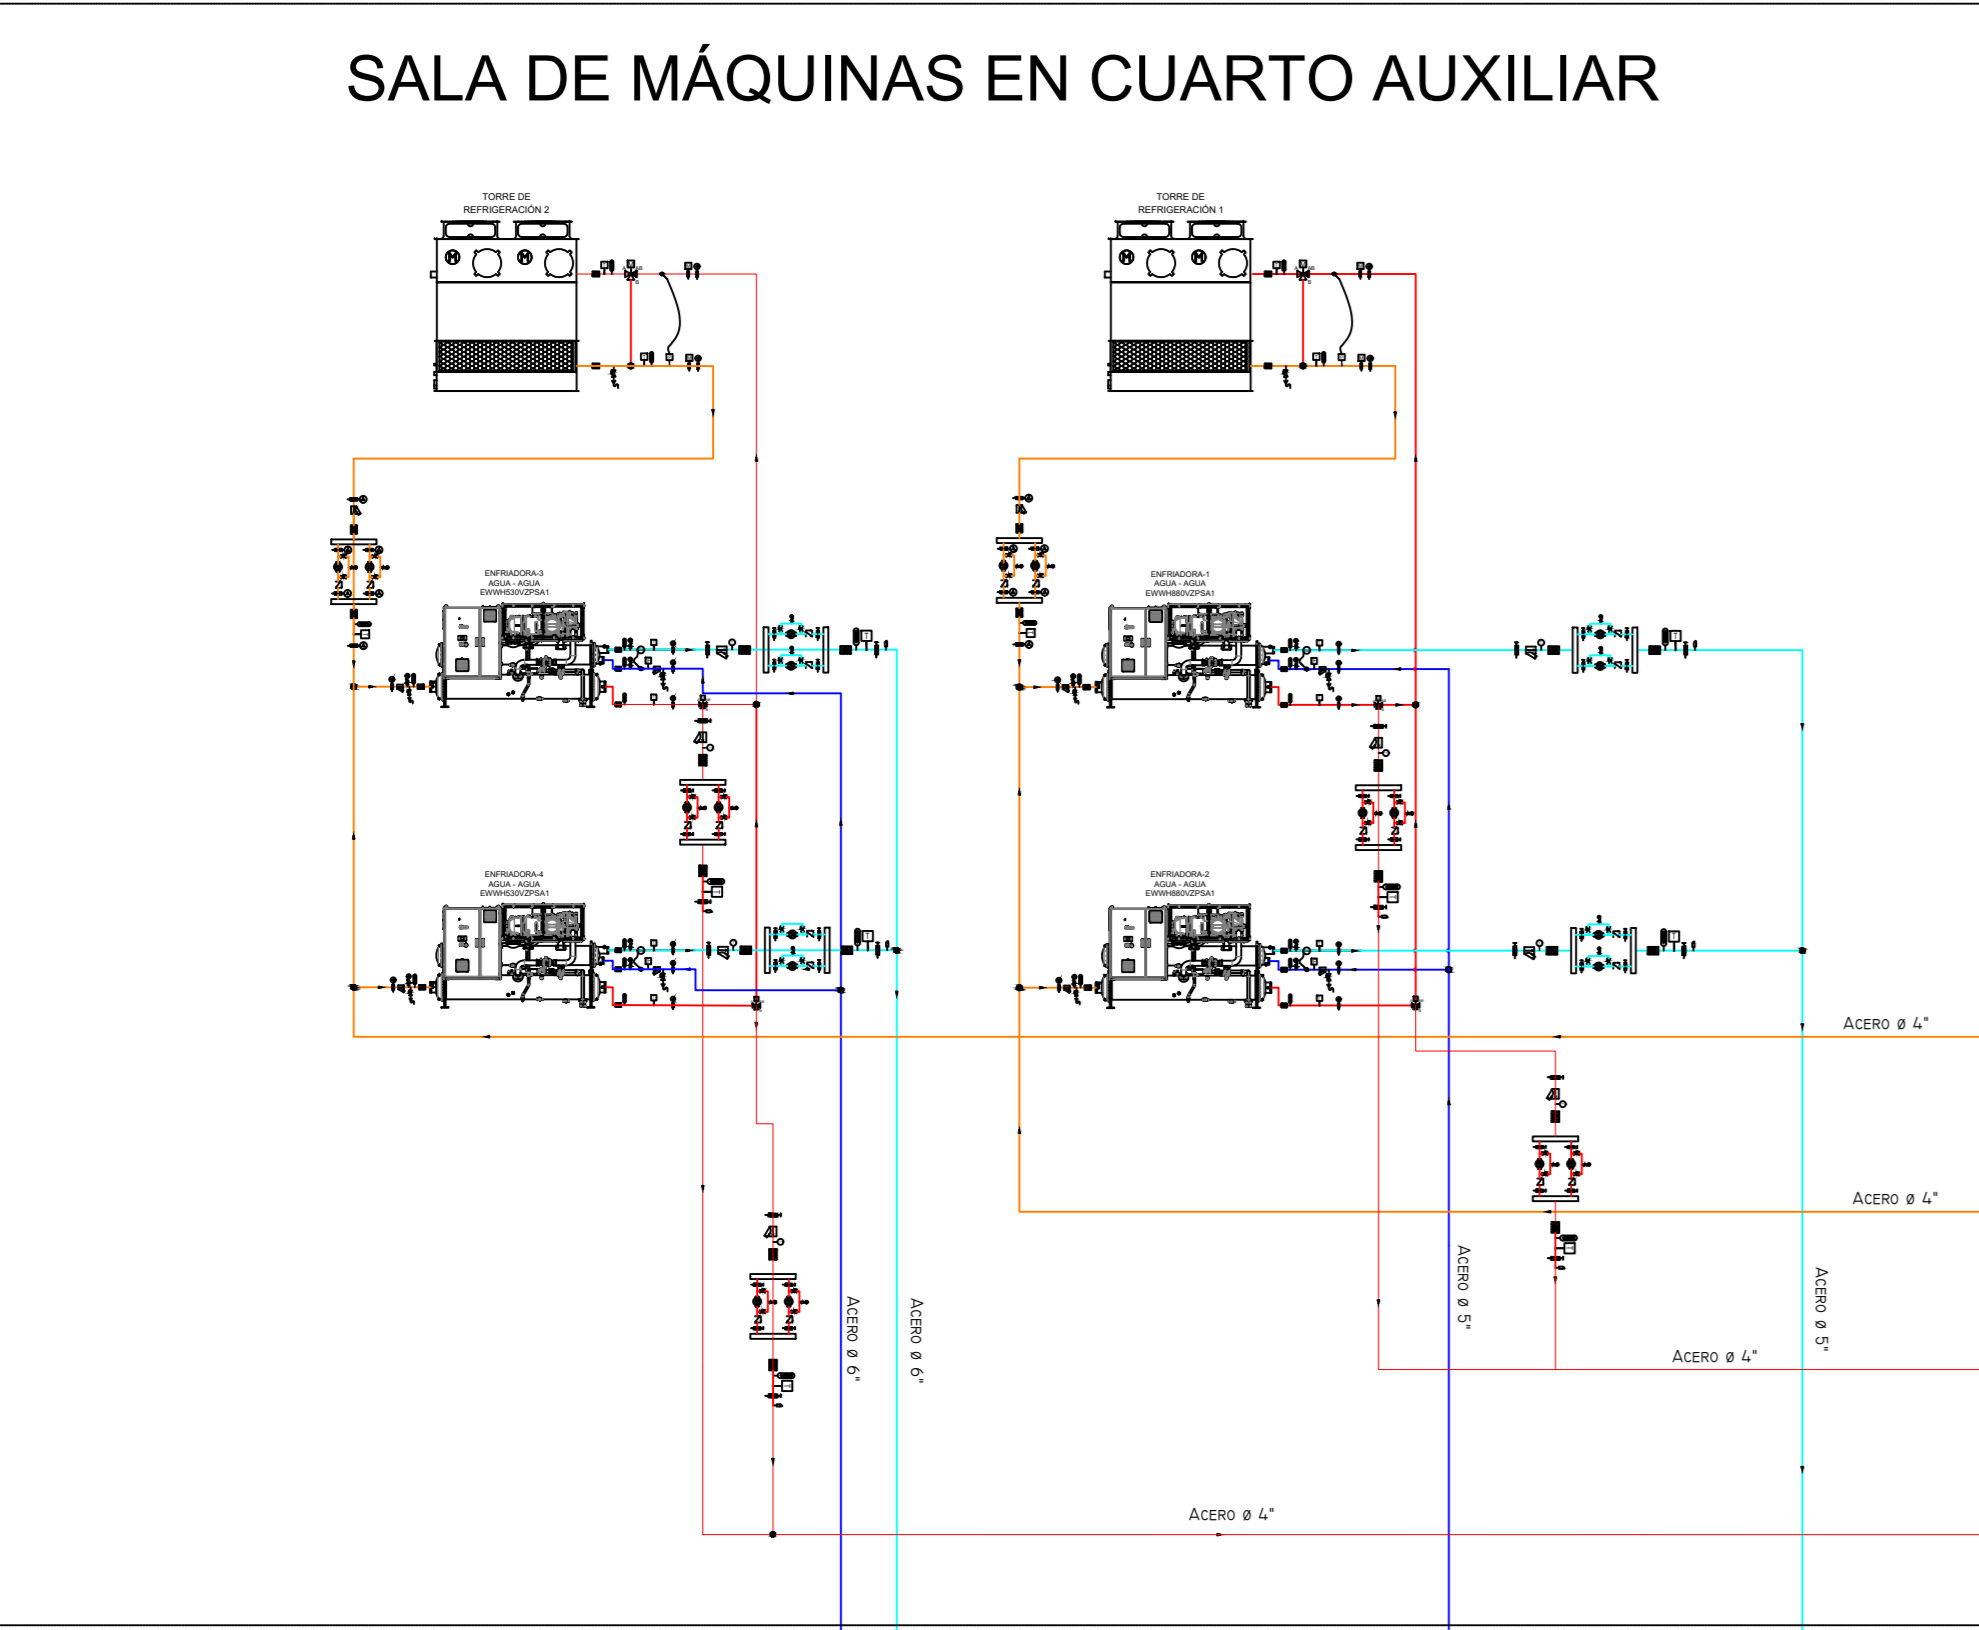 SALA DE MÁQUINAS EN CUARTO AUXILIAR
TORRE DE
REFRIGERACIÓN 2
TORRE DE
REFRIGERACIÓN 1
ENFRIADORA-3
AGUA - AGUA
EWWH530VZPSA1
ENFRIADORA-1
AGUA - AGUA
EWWH880VZPSA1
ENFRIADORA-4
AGUA - AGUA
EWWH530VZPSA1
ENFRIADORA-2
AGUA - AGUA
EWWH880VZPSA1
ACERO Ø 4"
ACERO Ø 4"
ACERO Ø 6"
ACERO Ø 6"
ACERO Ø 5"
ACERO Ø 5"
ACERO Ø 4"
ACERO Ø 4"